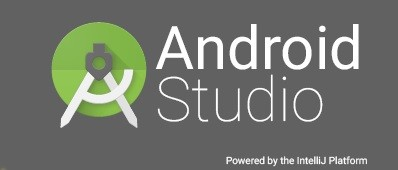 Android
Studio
Powered by the IntelliJ Platform